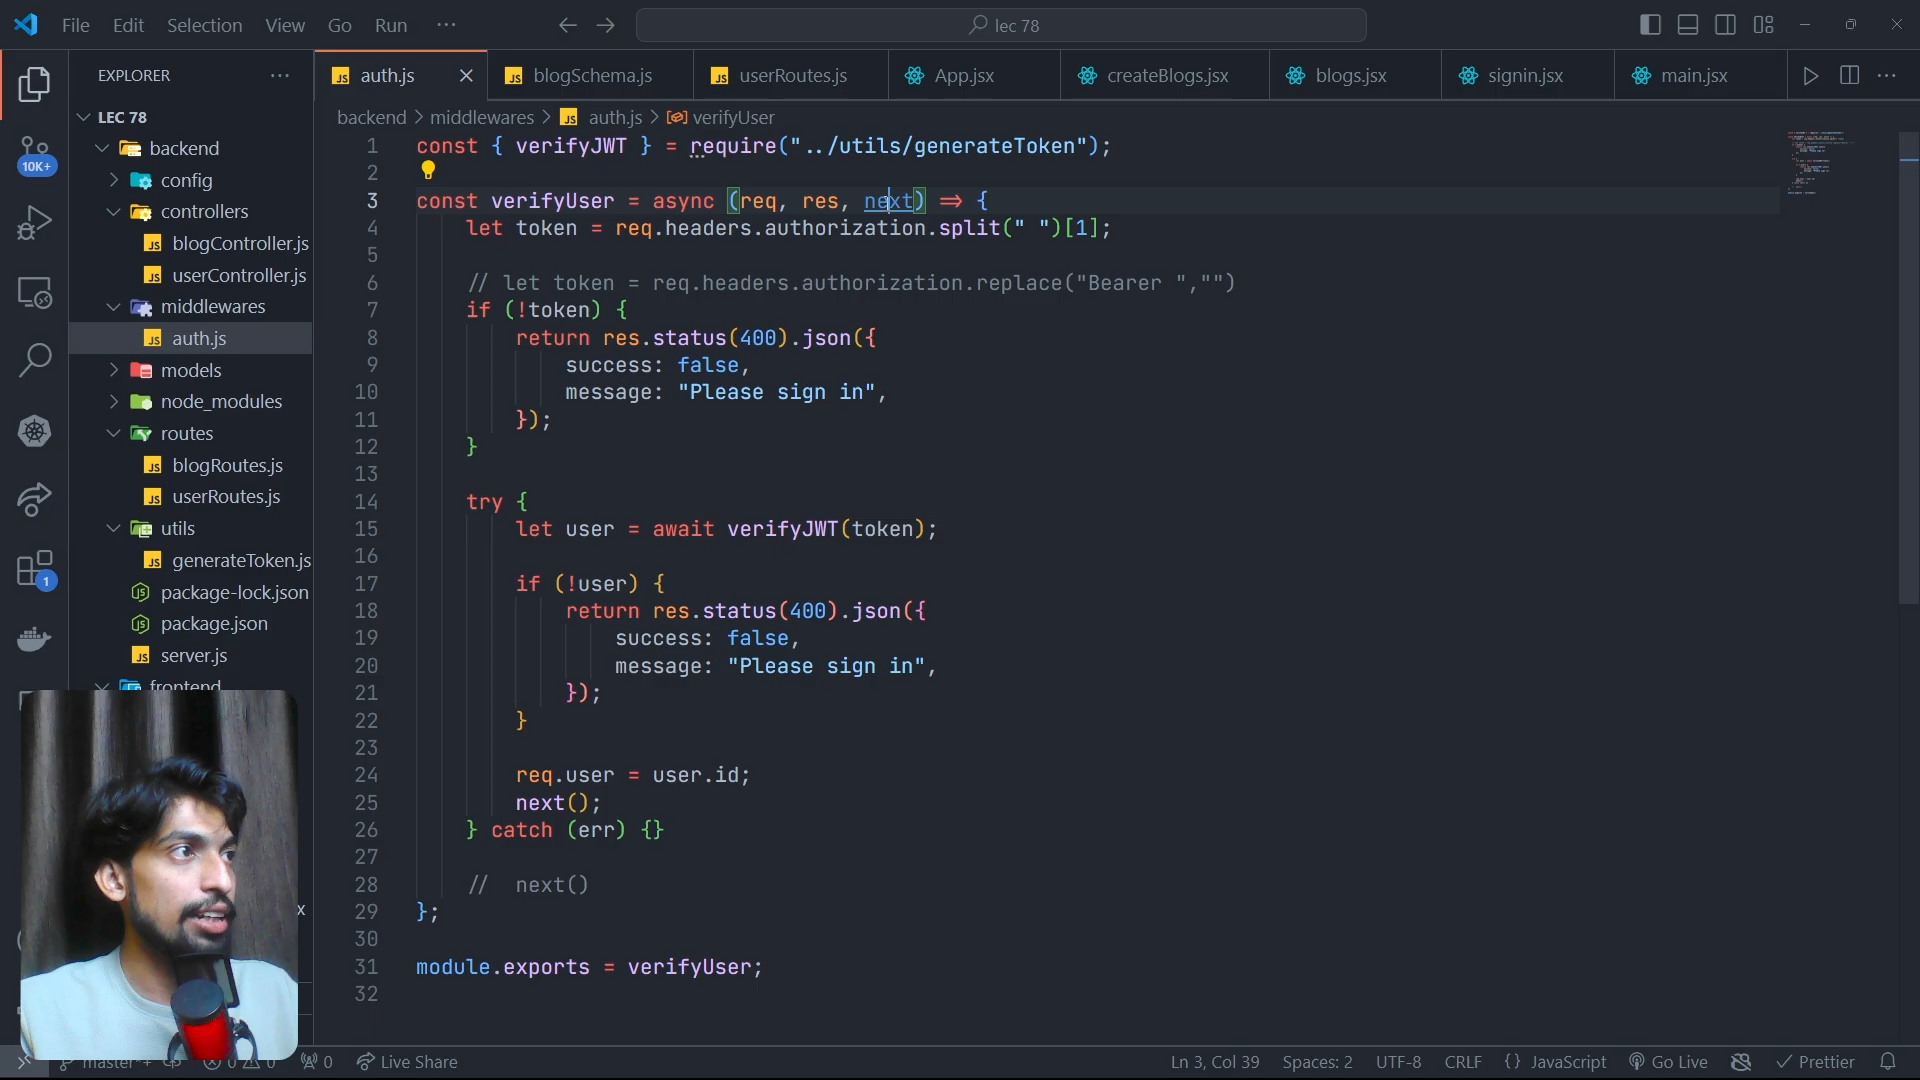 File Edit Selection View Go Run ··· lec 78
EXPLORER ···
auth.js blogSchema.js userRoutes.js App.jsx createBlogs.jsx blogs.jsx signin.jsx main.jsx ···
backend > middlewares > auth.js > verifyUser
LEC 78
backend
config
controllers
blogController.js
userController.js
middlewares
auth.js
models
node_modules
routes
blogRoutes.js
userRoutes.js
utils
generateToken.js
package-lock.json
package.json
server.js
frontend
10K+
1
1 const { verifyJWT } = require("../utils/generateToken");
2
3 const verifyUser = async (req, res, next) => {
4 let token = req.headers.authorization.split(" ")[1];
5
6 // let token = req.headers.authorization.replace("Bearer ","")
7 if (!token) {
8 return res.status(400).json({
9 success: false,
10 message: "Please sign in",
11 });
12 }
13
14 try {
15 let user = await verifyJWT(token);
16
17 if (!user) {
18 return res.status(400).json({
19 success: false,
20 message: "Please sign in",
21 });
22 }
23
24 req.user = user.id;
25 next();
26 } catch (err) {}
27
28 // next()
29 };
30
31 module.exports = verifyUser;
32
x
master*+ 0 0 0 Live Share Ln 3, Col 39 Spaces: 2 UTF-8 CRLF {} JavaScript Go Live Prettier